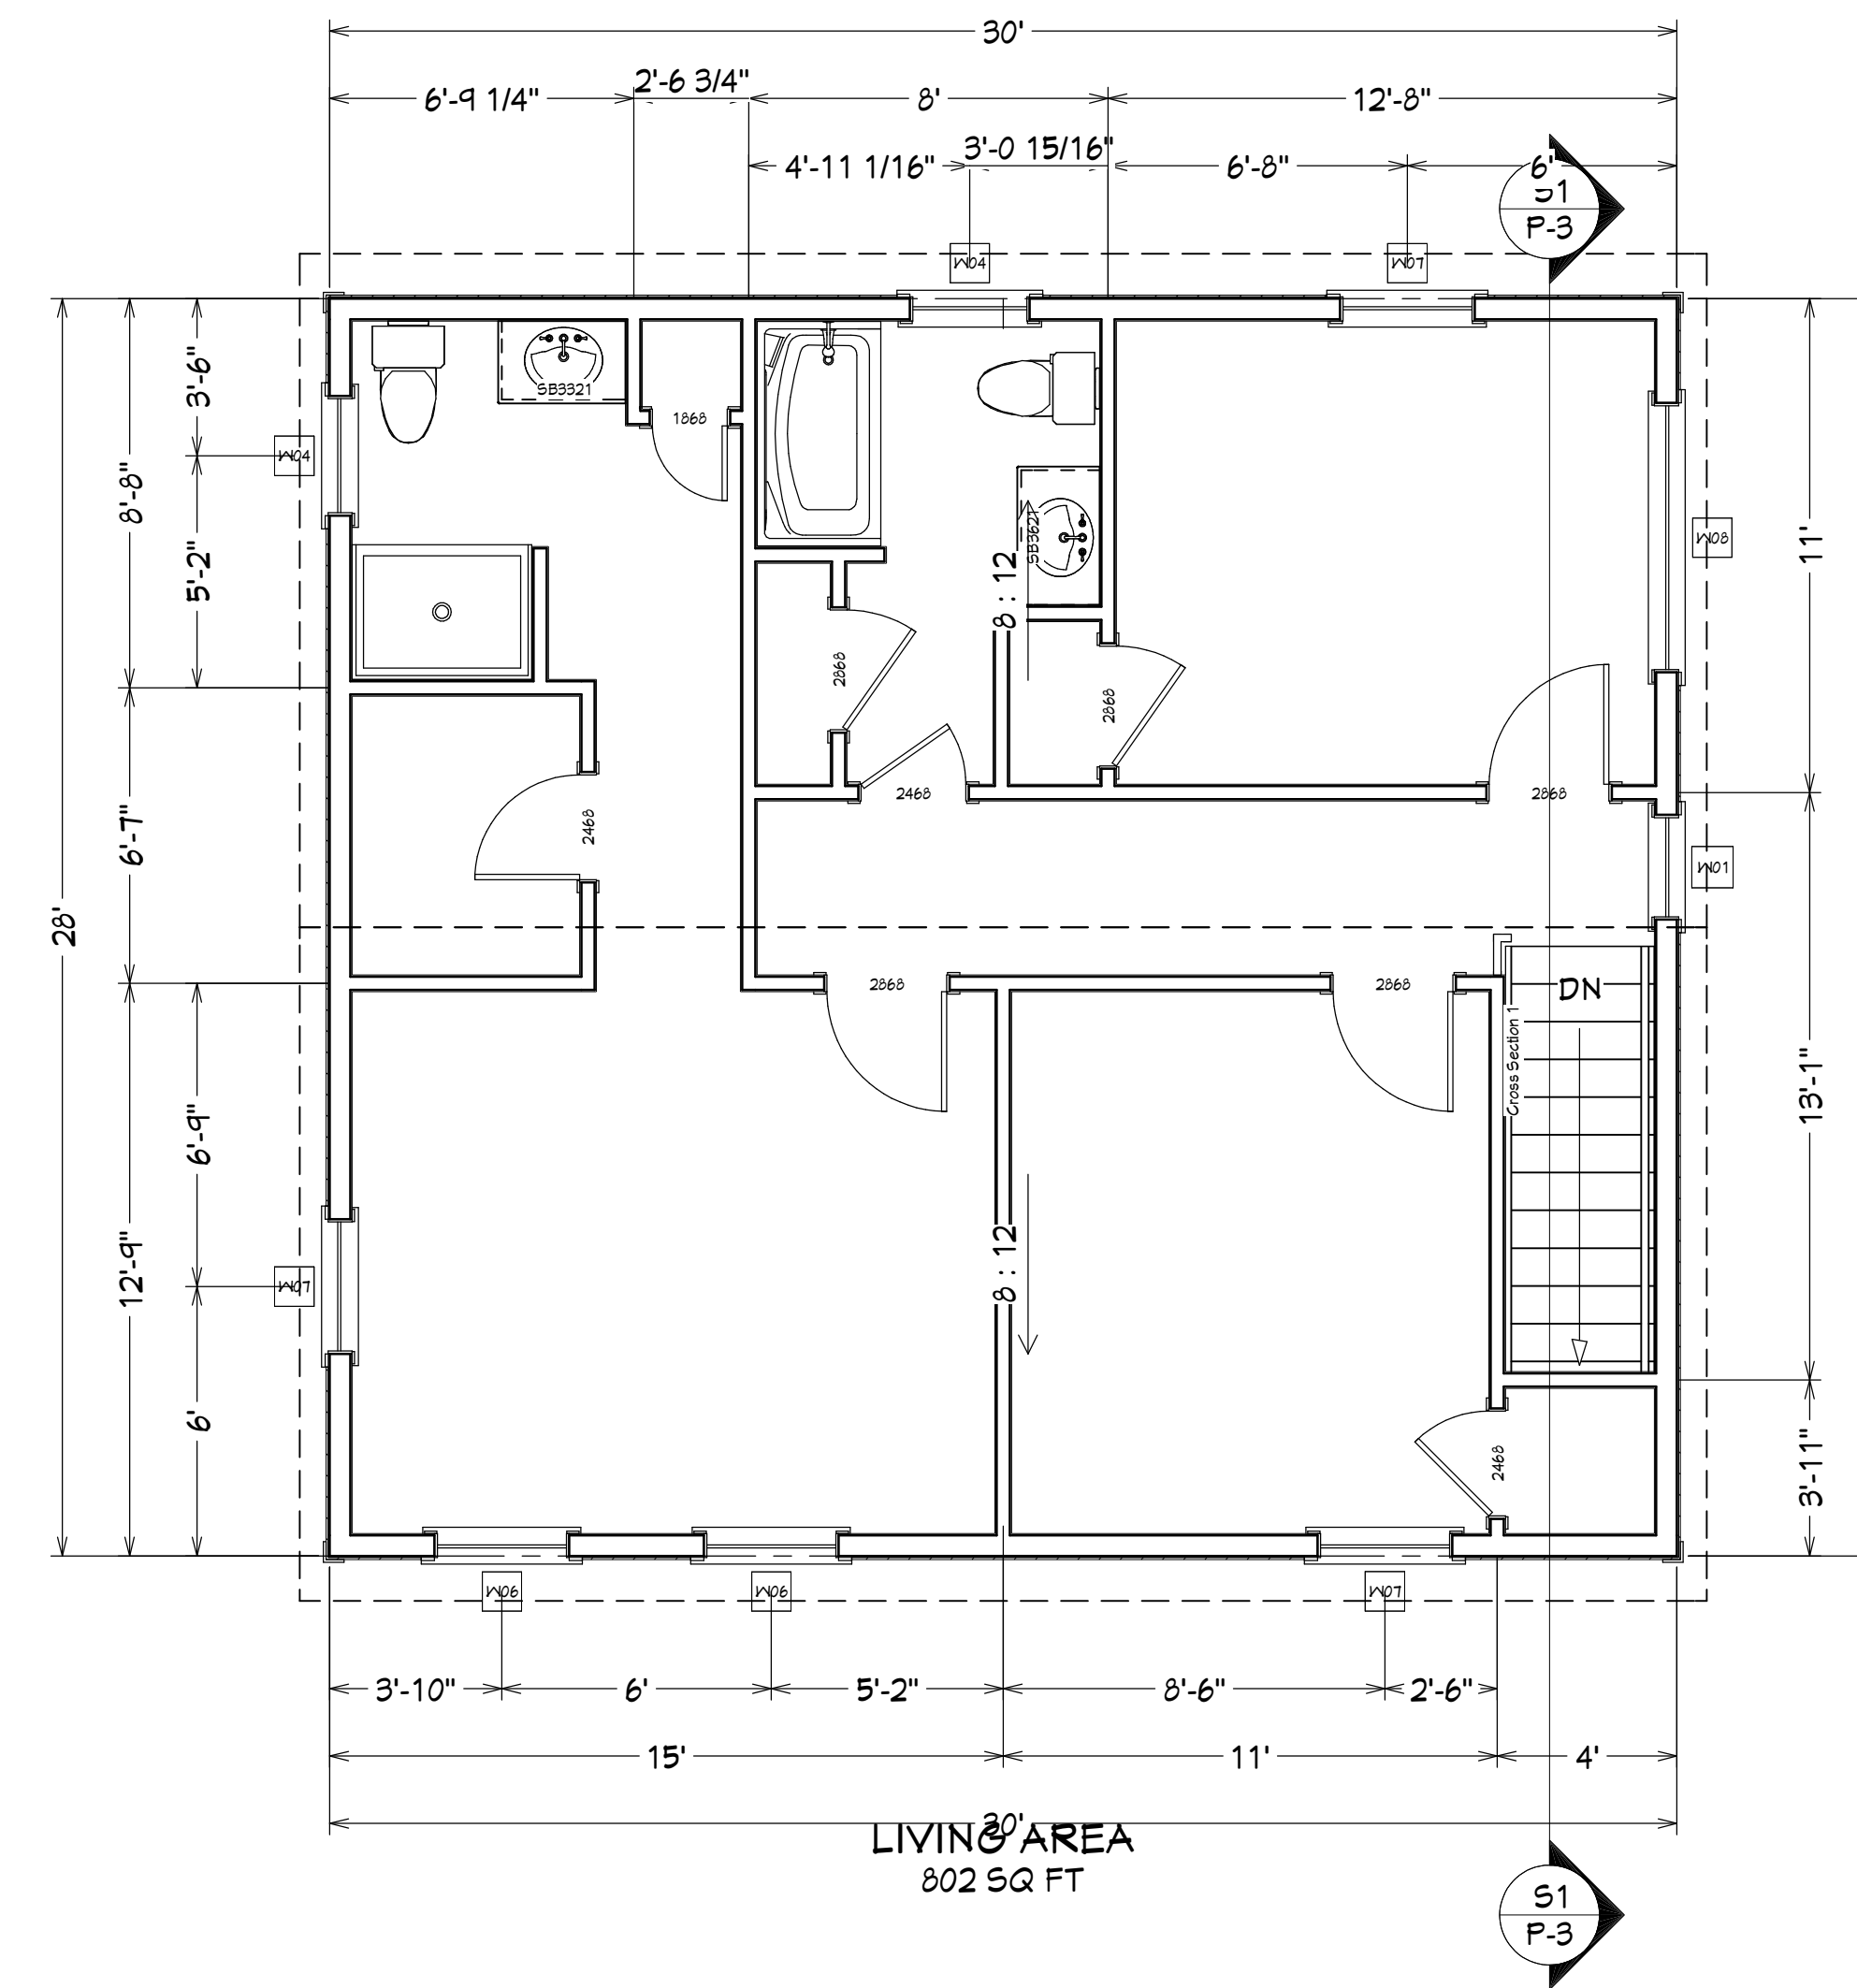 30'
6'-9 1/4"
2'-6 3/4"
8'
12'-8"
4'-11 1/16"
3'-0 15/16"
6'-8"
6'
S1
P-3
W04
W07
3'-6"
SB3321
1868
W04
8'-8"
5'-2"
SB3621
8 : 12
W08
11'
2868
2868
2468
2868
6'-7"
2468
W01
28'
2868
2868
DN
Cross Section 1
6'-9"
13'-1"
12'-9"
8 : 12
W07
6'
2468
3'-11"
W06
W06
W07
3'-10"
6'
5'-2"
8'-6"
2'-6"
15'
11'
4'
30'
LIVING AREA
802 SQ FT
S1
P-3